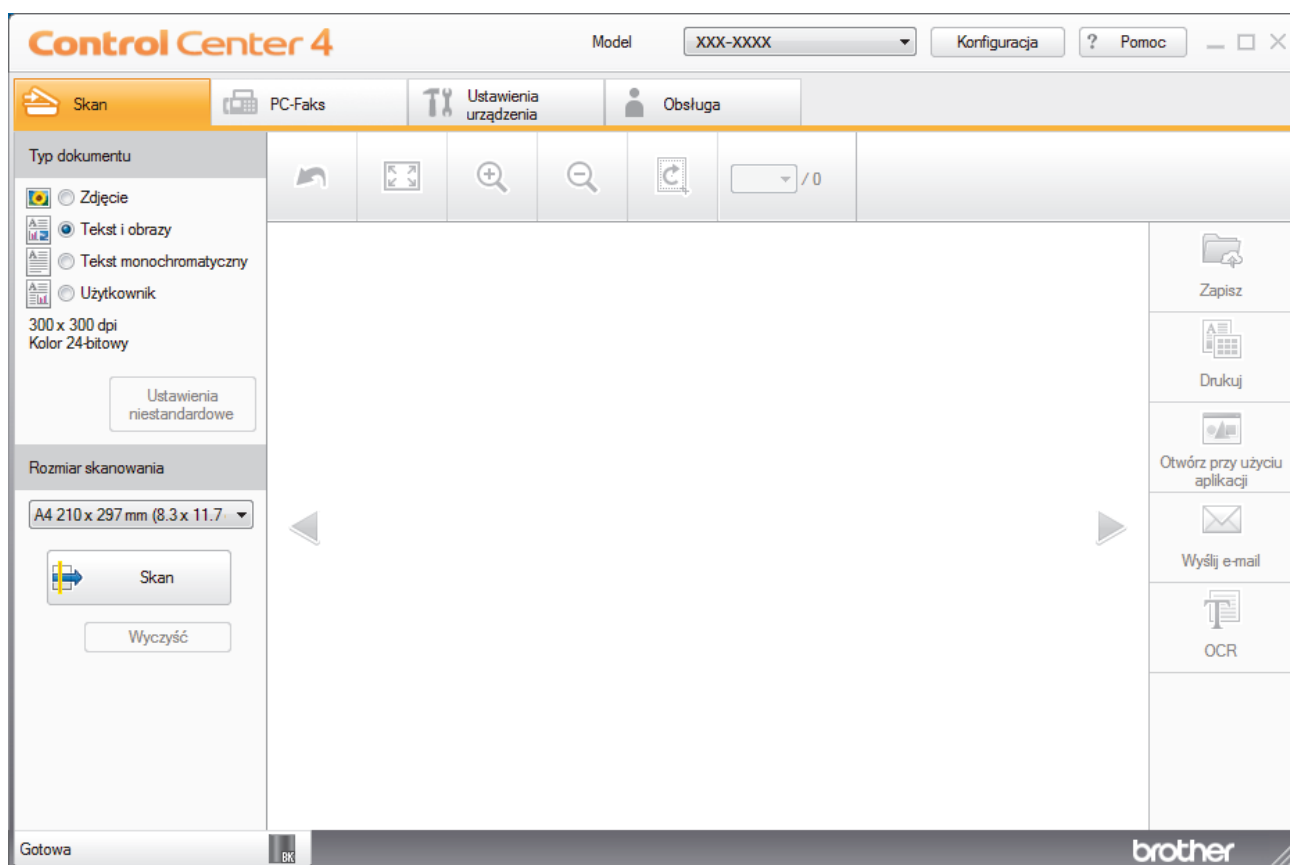 Control Center 4
Model
XXX-XXXX
Konfiguracja
? Pomoc
Skan
PC-Faks
Ustawienia
urządzenia
Obsługa
Typ dokumentu
Zdjęcie
Tekst i obrazy
Tekst monochromatyczny
Użytkownik
300 x 300 dpi
Kolor 24-bitowy
Ustawienia
niestandardowe
Rozmiar skanowania
A4 210 x 297 mm (8.3 x 11.7
Skan
Wyczyść
/ 0
Zapisz
Drukuj
Otwórz przy użyciu
aplikacji
Wyślij e-mail
OCR
Gotowa
BK
brother